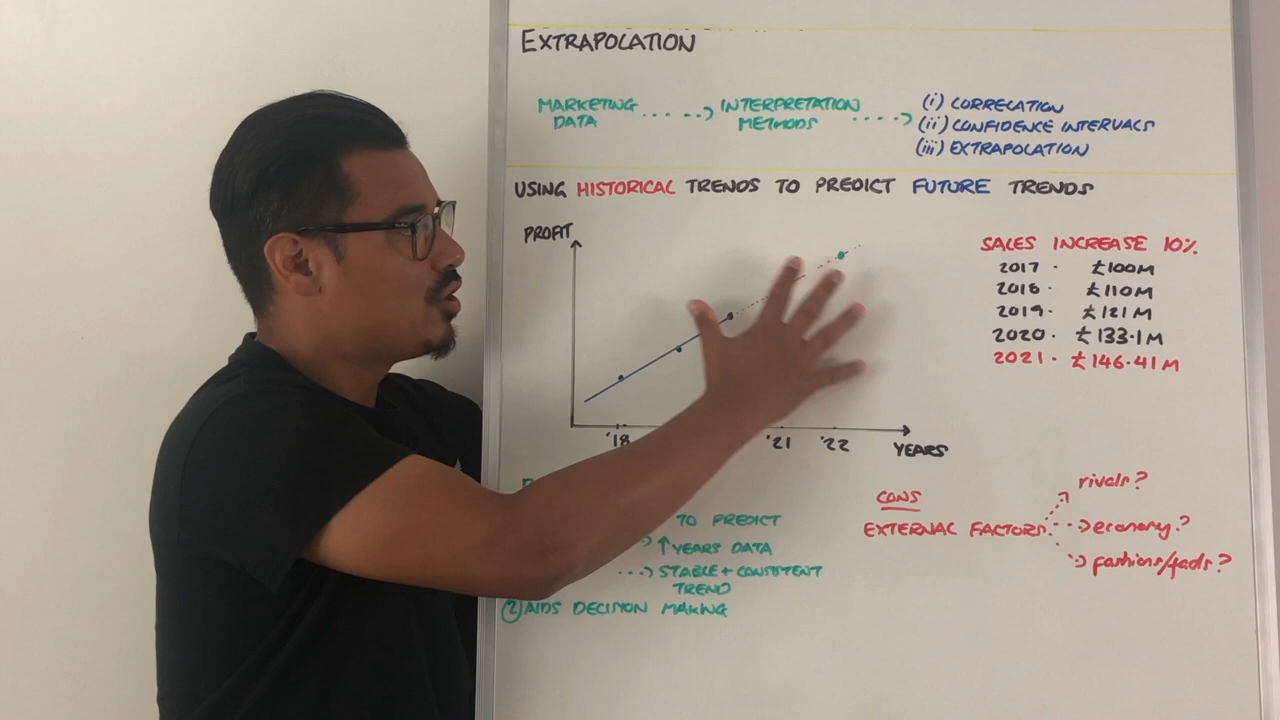 EXTRAPOLATION
MARKETING DATA ....> INTERPRETATION METHODS ....>
(i) CORRELATION
(ii) CONFIDENCE INTERVALS
(iii) EXTRAPOLATION
USING HISTORICAL TRENDS TO PREDICT FUTURE TRENDS
PROFIT
'18 '21 '22
YEARS
SALES INCREASE 10%.
2017 · £100M
2018 · £110M
2019 · £121M
2020 · £133·1M
2021 · £146·41M
TO PREDICT
↑ YEARS DATA
...> STABLE + CONSISTENT
TREND
② AIDS DECISION MAKING
CONS
EXTERNAL FACTORS
rivals?
economy?
fashions/fads?